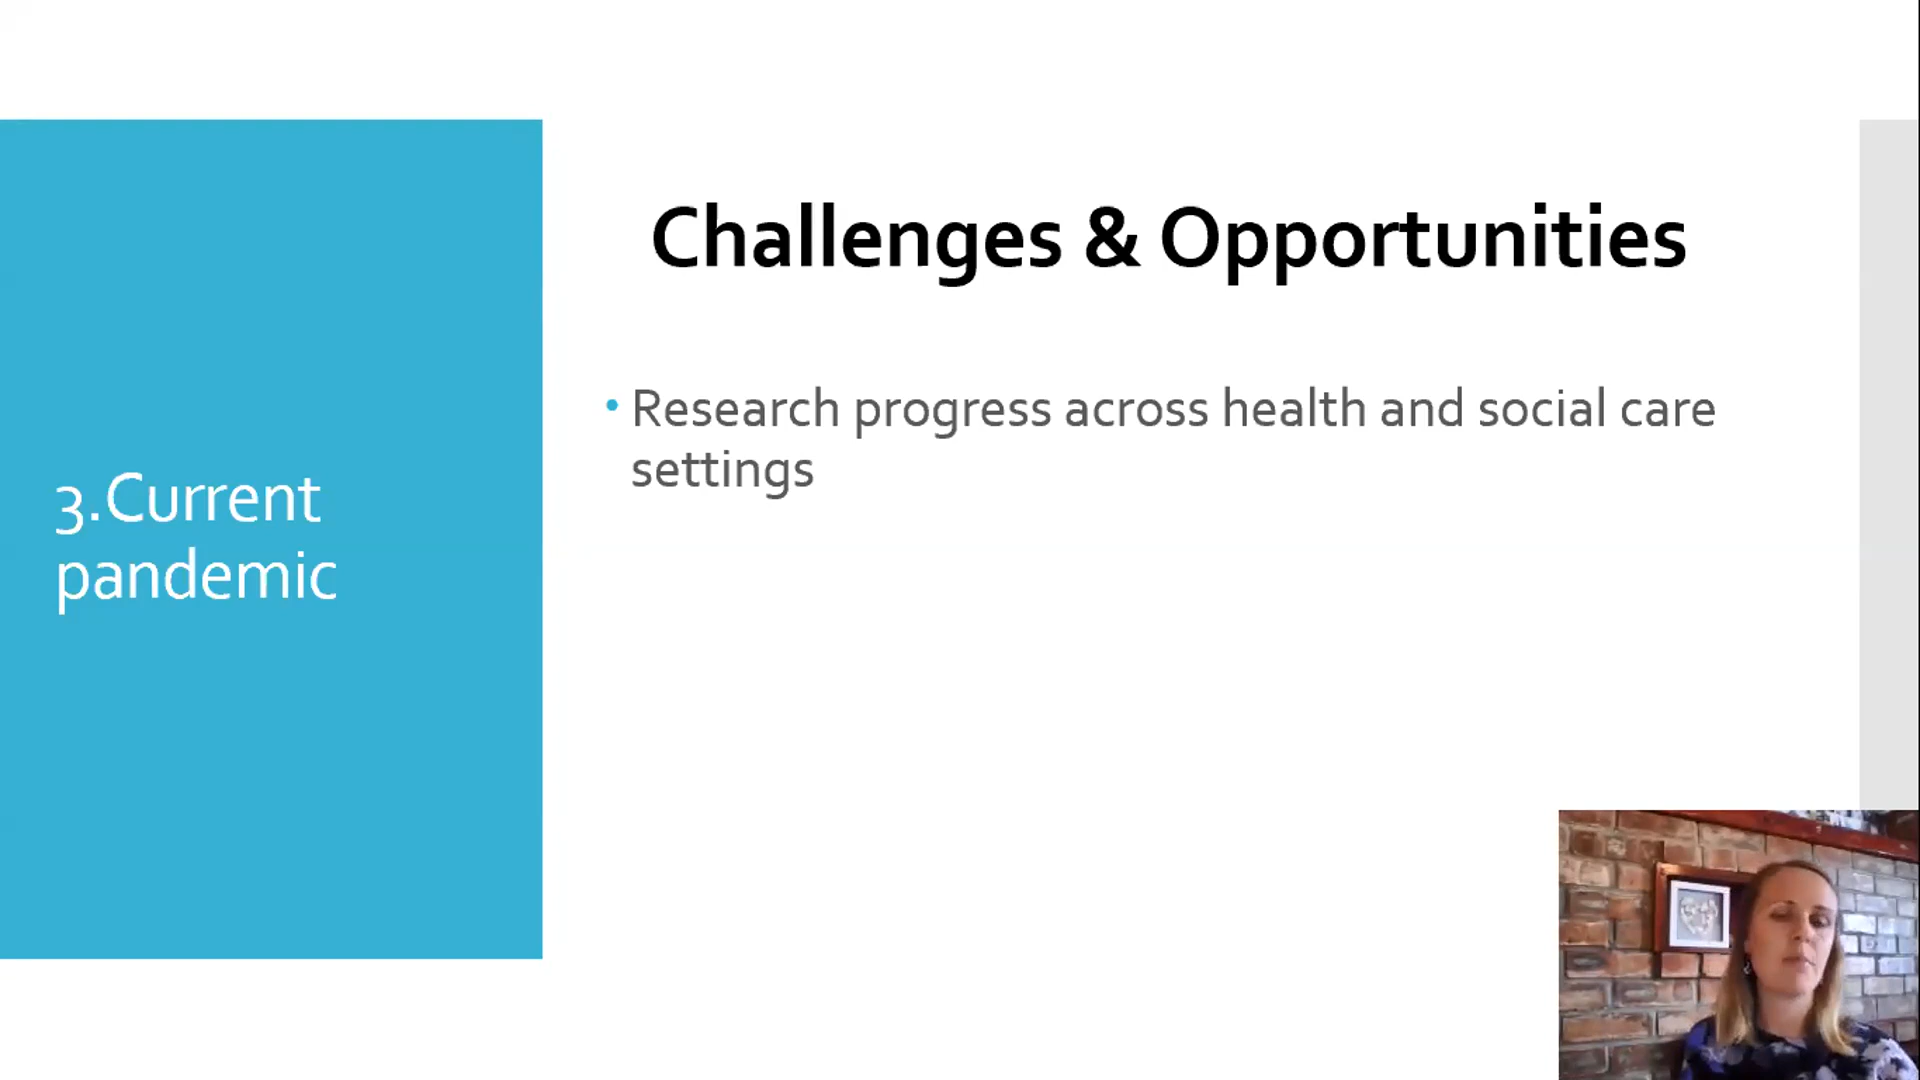 3.Current
pandemic
Challenges & Opportunities
• Research progress across health and social care
settings